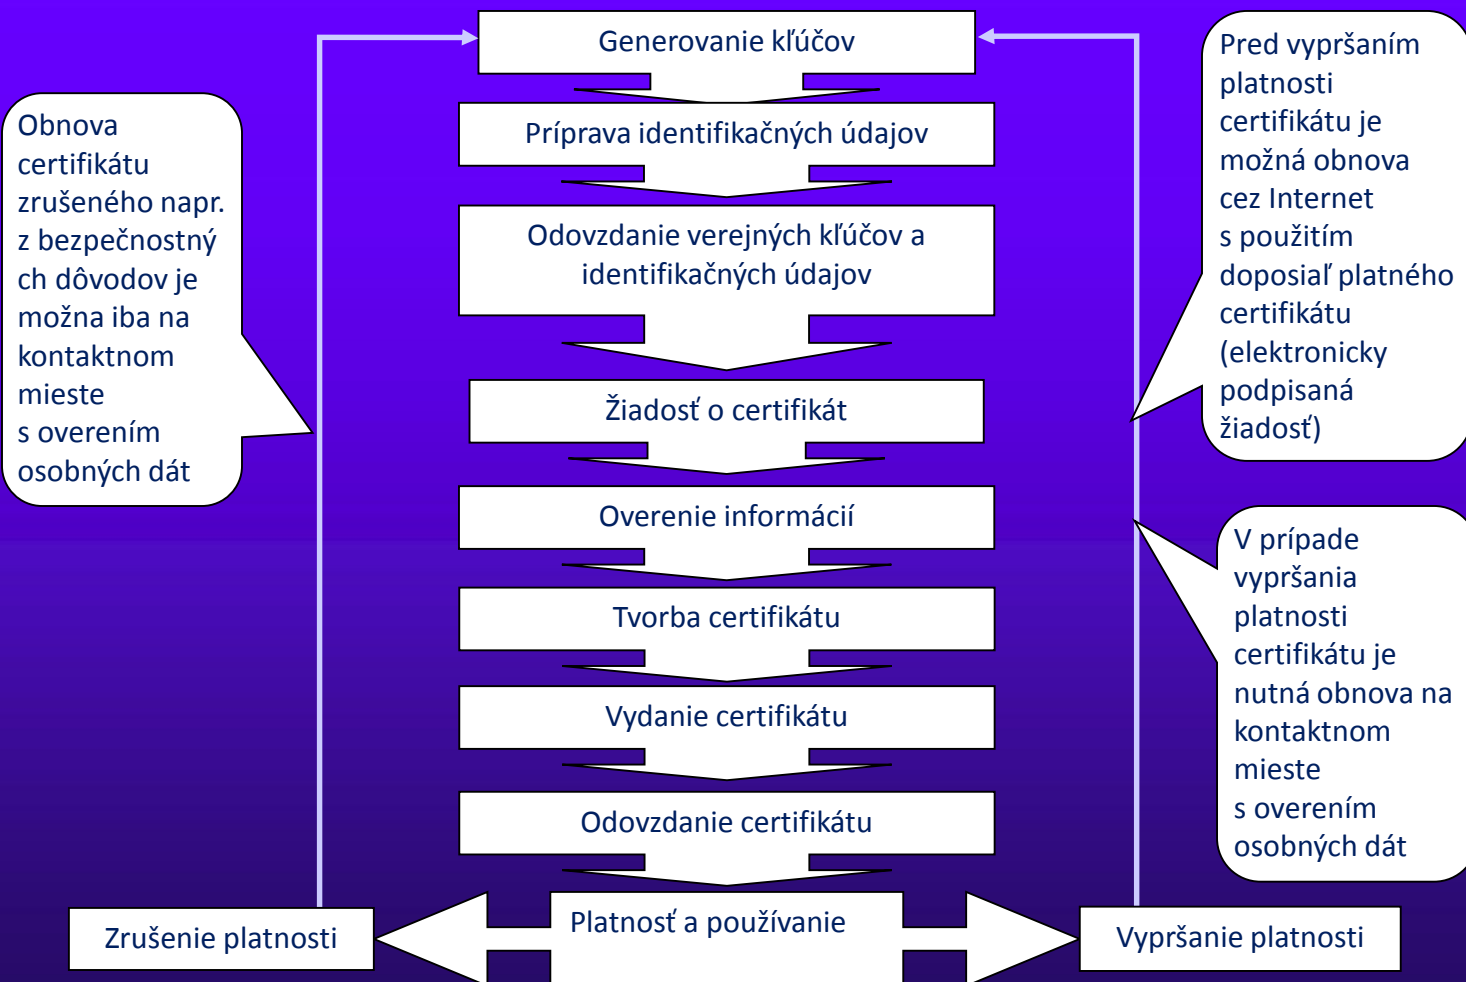 Generovanie kľúčov
Príprava identifikačných údajov
Odovzdanie verejných kľúčov a
identifikačných údajov
Žiadosť o certifikát
Overenie informácií
Tvorba certifikátu
Vydanie certifikátu
Odovzdanie certifikátu
Platnosť a používanie
Zrušenie platnosti
Vypršanie platnosti
Obnova
certifikátu
zrušeného napr.
z bezpečnostný
ch dôvodov je
možna iba na
kontaktnom
mieste
s overením
osobných dát
Pred vypršaním
platnosti
certifikátu je
možná obnova
cez Internet
s použitím
doposiaľ platného
certifikátu
(elektronicky
podpisaná
žiadosť)
V prípade
vypršania
platnosti
certifikátu je
nutná obnova na
kontaktnom
mieste
s overením
osobných dát